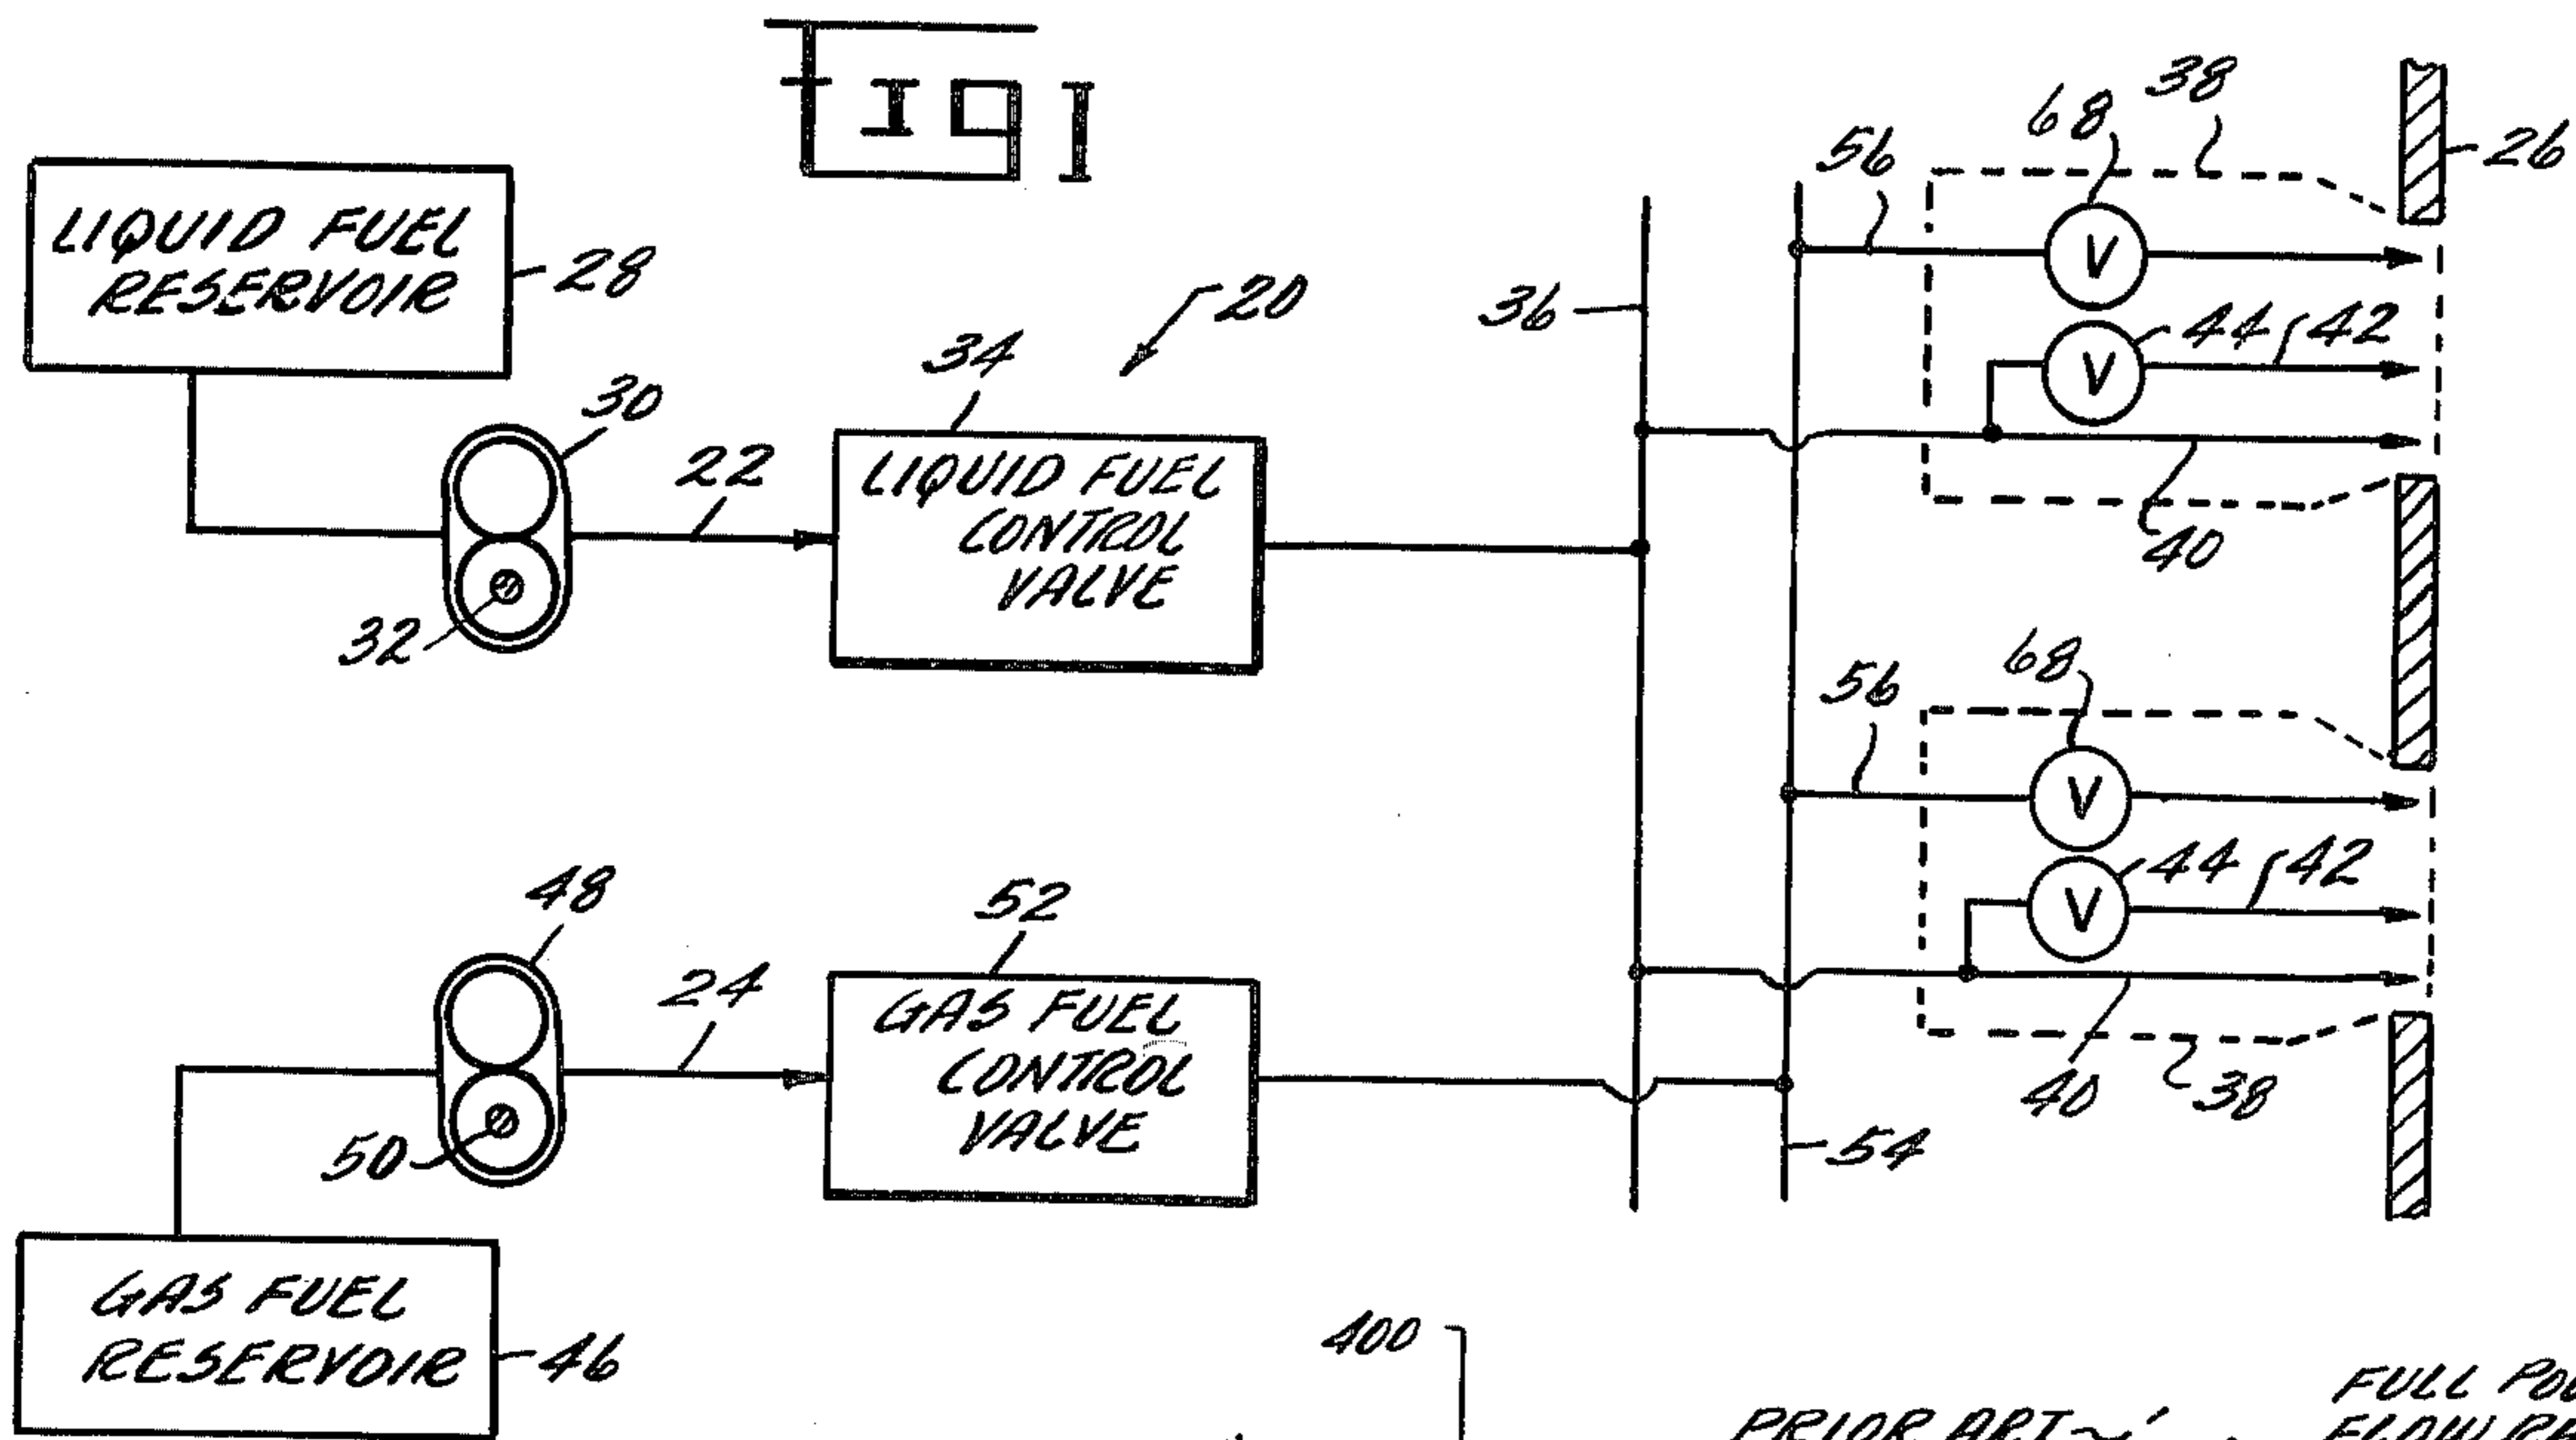 Fig 1
38
68
26
56
LIQUID FUEL
RESERVOIR
28
20
36
34
44
42
30
22
LIQUID FUEL
CONTROL
VALVE
40
32
68
56
48
52
44
42
24
GAS FUEL
CONTROL
VALVE
40
38
50
54
GAS FUEL
RESERVOIR
46
400
PRIOR ART
FULL